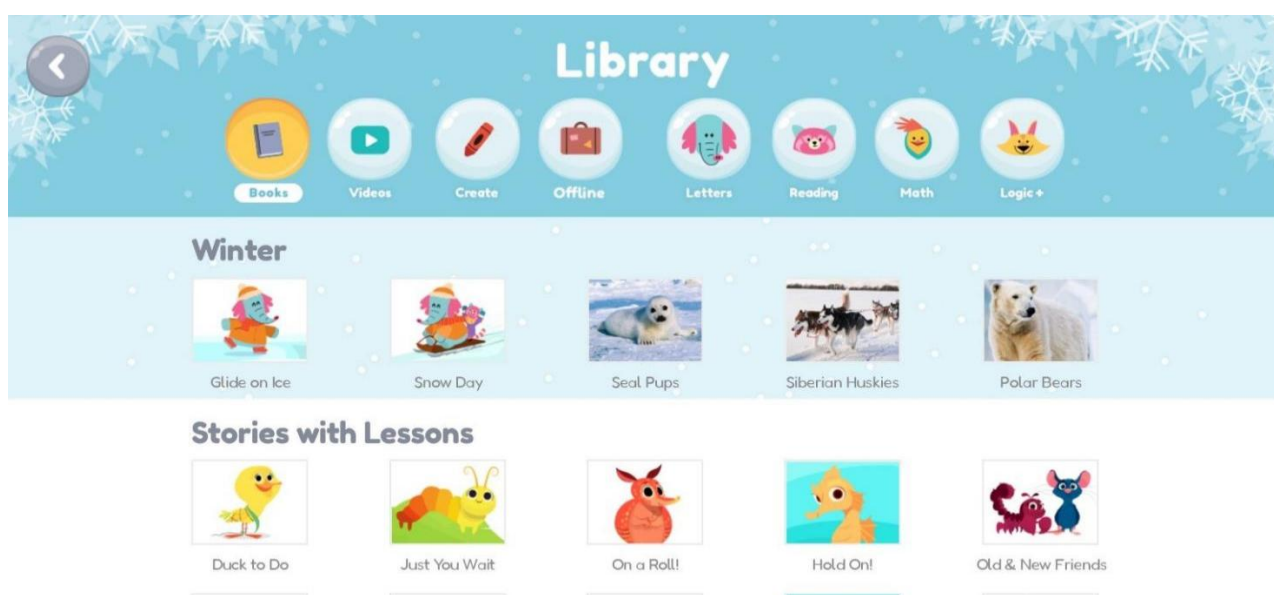 Library
Books Videos Create Offline Letters Reading Math Logic +
Winter
Glide on Ice Snow Day Seal Pups Siberian Huskies Polar Bears
Stories with Lessons
Duck to Do Just You Wait On a Roll! Hold On! Old & New Friends